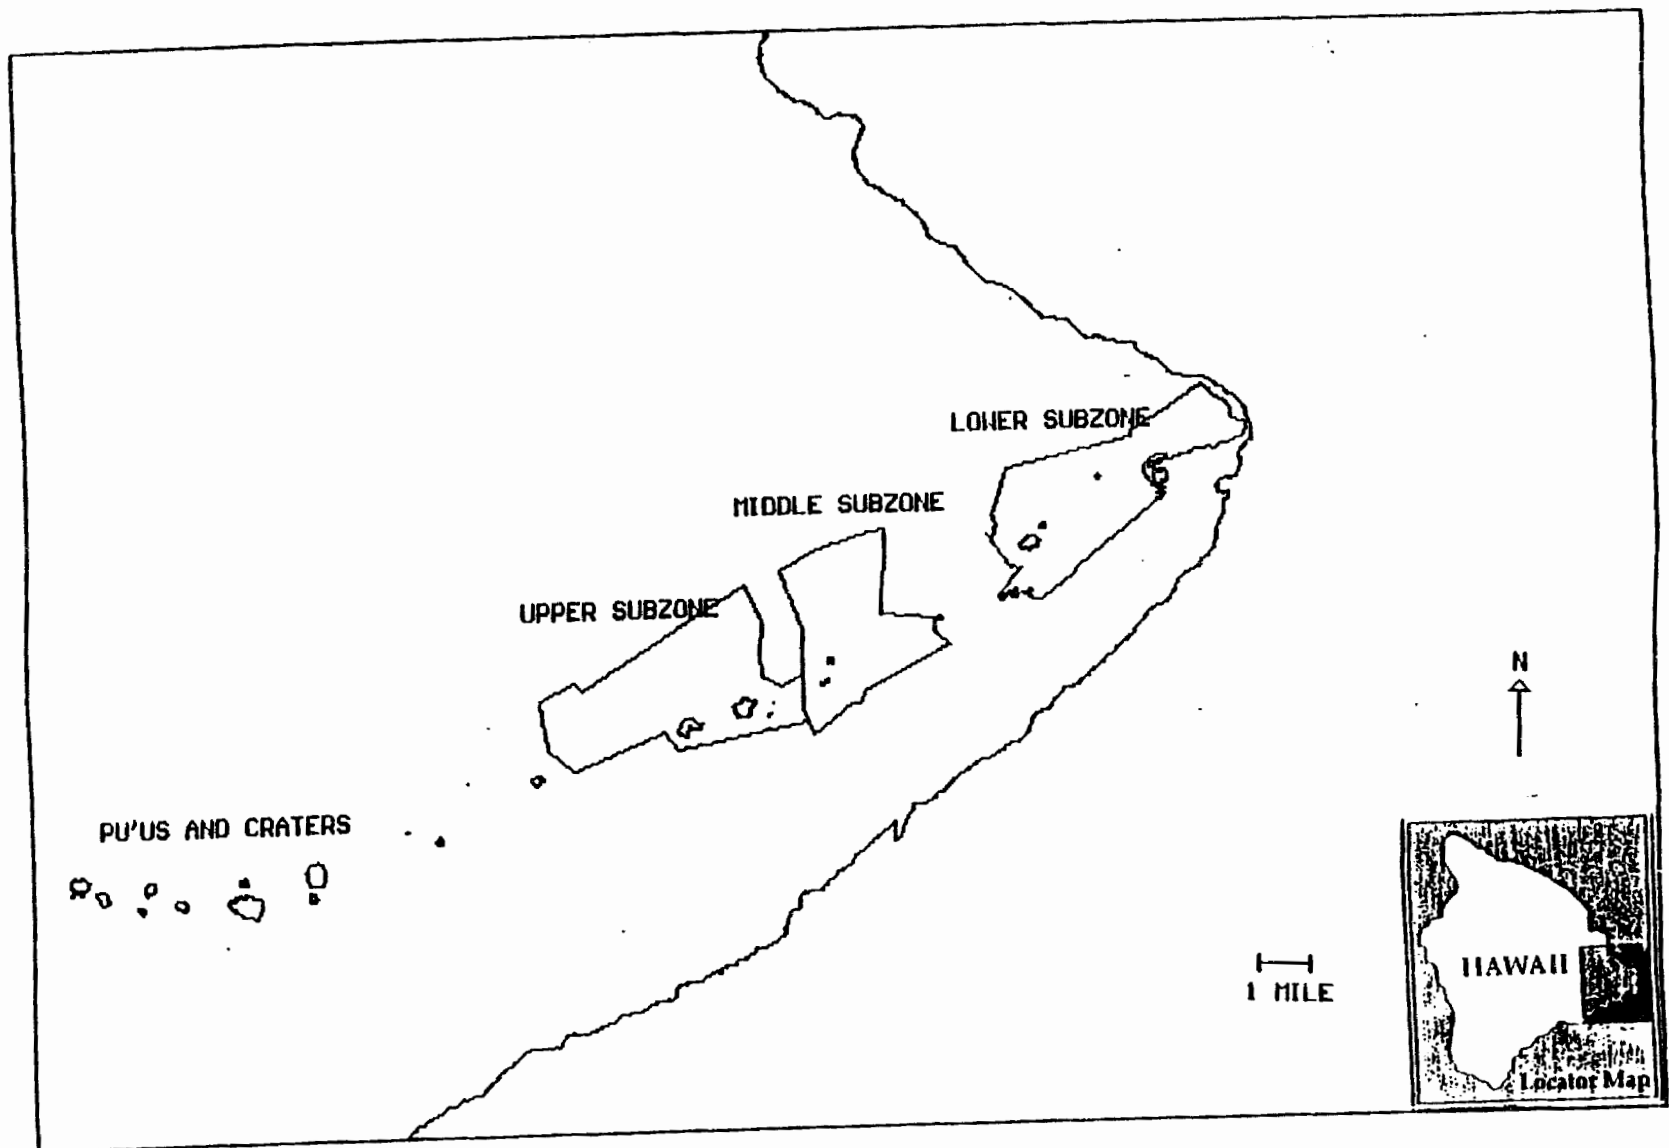 LOWER SUBZONE
MIDDLE SUBZONE
UPPER SUBZONE
N
PU'US AND CRATERS
HAWAII
1 MILE
Locator Map